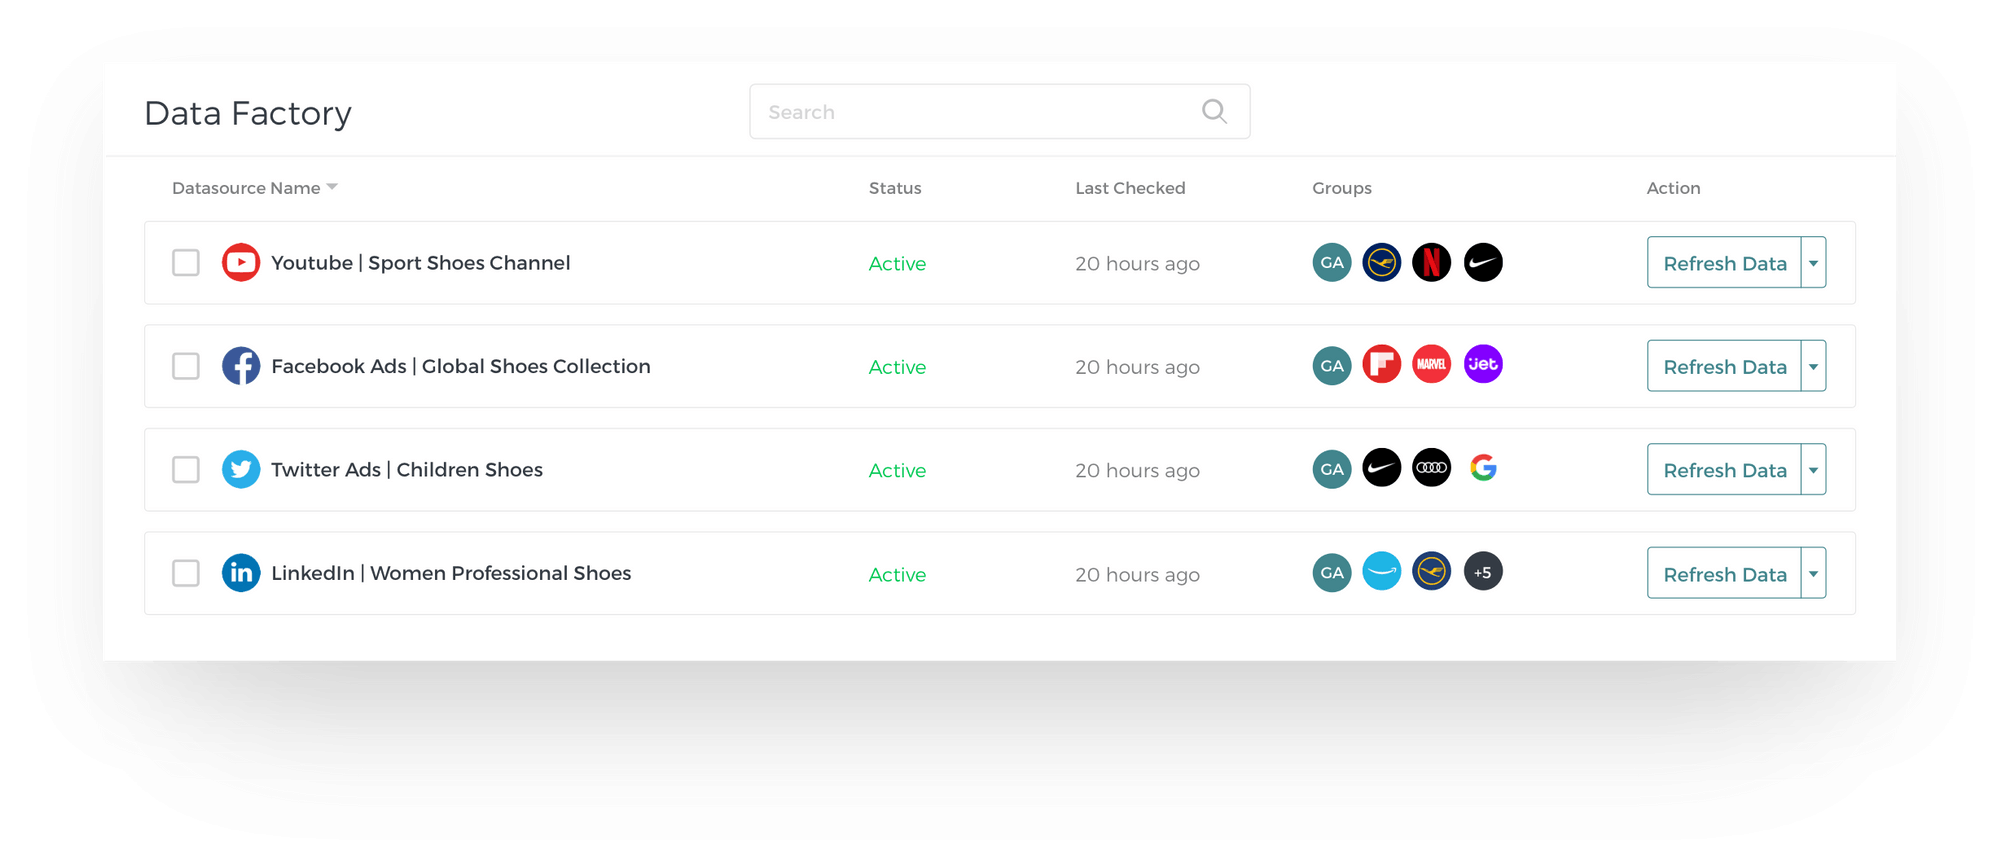 Data Factory
Search
Datasource Name Status Last Checked Groups Action
Youtube | Sport Shoes Channel Active 20 hours ago GA N Refresh Data
Facebook Ads | Global Shoes Collection Active 20 hours ago GA F MARVEL jet Refresh Data
Twitter Ads | Children Shoes Active 20 hours ago GA G Refresh Data
in LinkedIn | Women Professional Shoes Active 20 hours ago GA +5 Refresh Data